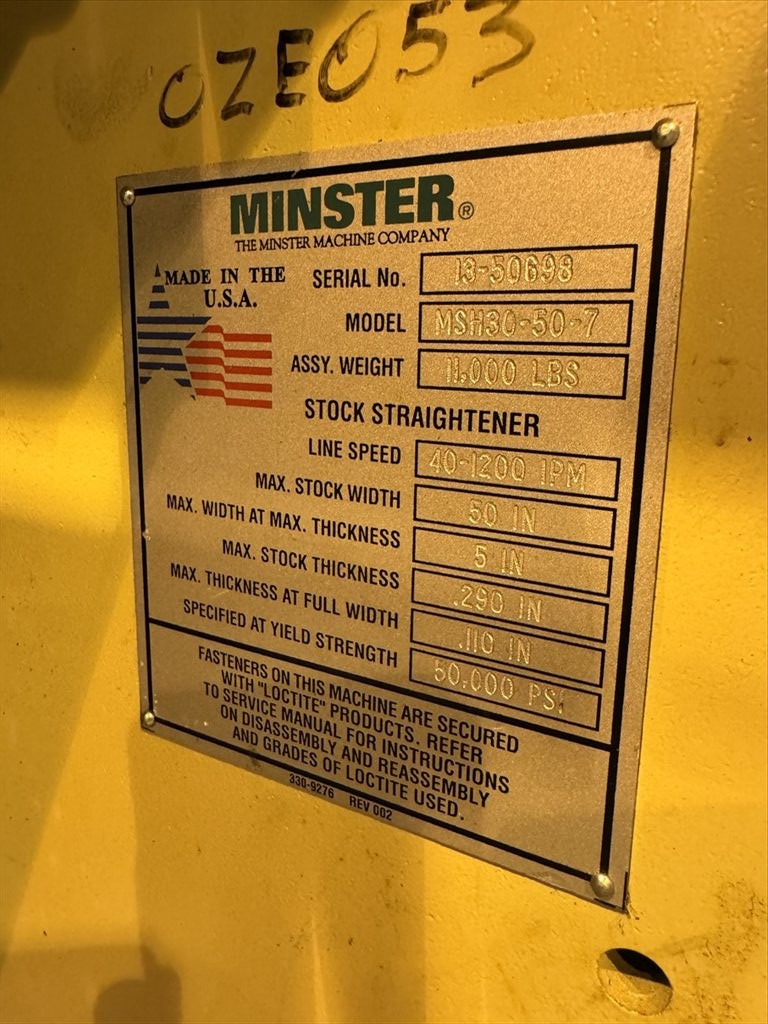 OZE053
MINSTER®
THE MINSTER MACHINE COMPANY
MADE IN THE
U.S.A.
SERIAL No. 13-50698
MODEL MSH30-50-7
ASSY. WEIGHT 11,000 LBS
STOCK STRAIGHTENER
LINE SPEED 40-1200 IPM
MAX. STOCK WIDTH 50 IN
MAX. WIDTH AT MAX. THICKNESS 5 IN
MAX. STOCK THICKNESS .290 IN
MAX. THICKNESS AT FULL WIDTH .110 IN
SPECIFIED AT YIELD STRENGTH 50,000 PSI
FASTENERS ON THIS MACHINE ARE SECURED
WITH "LOCTITE" PRODUCTS. REFER
TO SERVICE MANUAL FOR INSTRUCTIONS
ON DISASSEMBLY AND REASSEMBLY
AND GRADES OF LOCTITE USED.
330-9276 REV 002